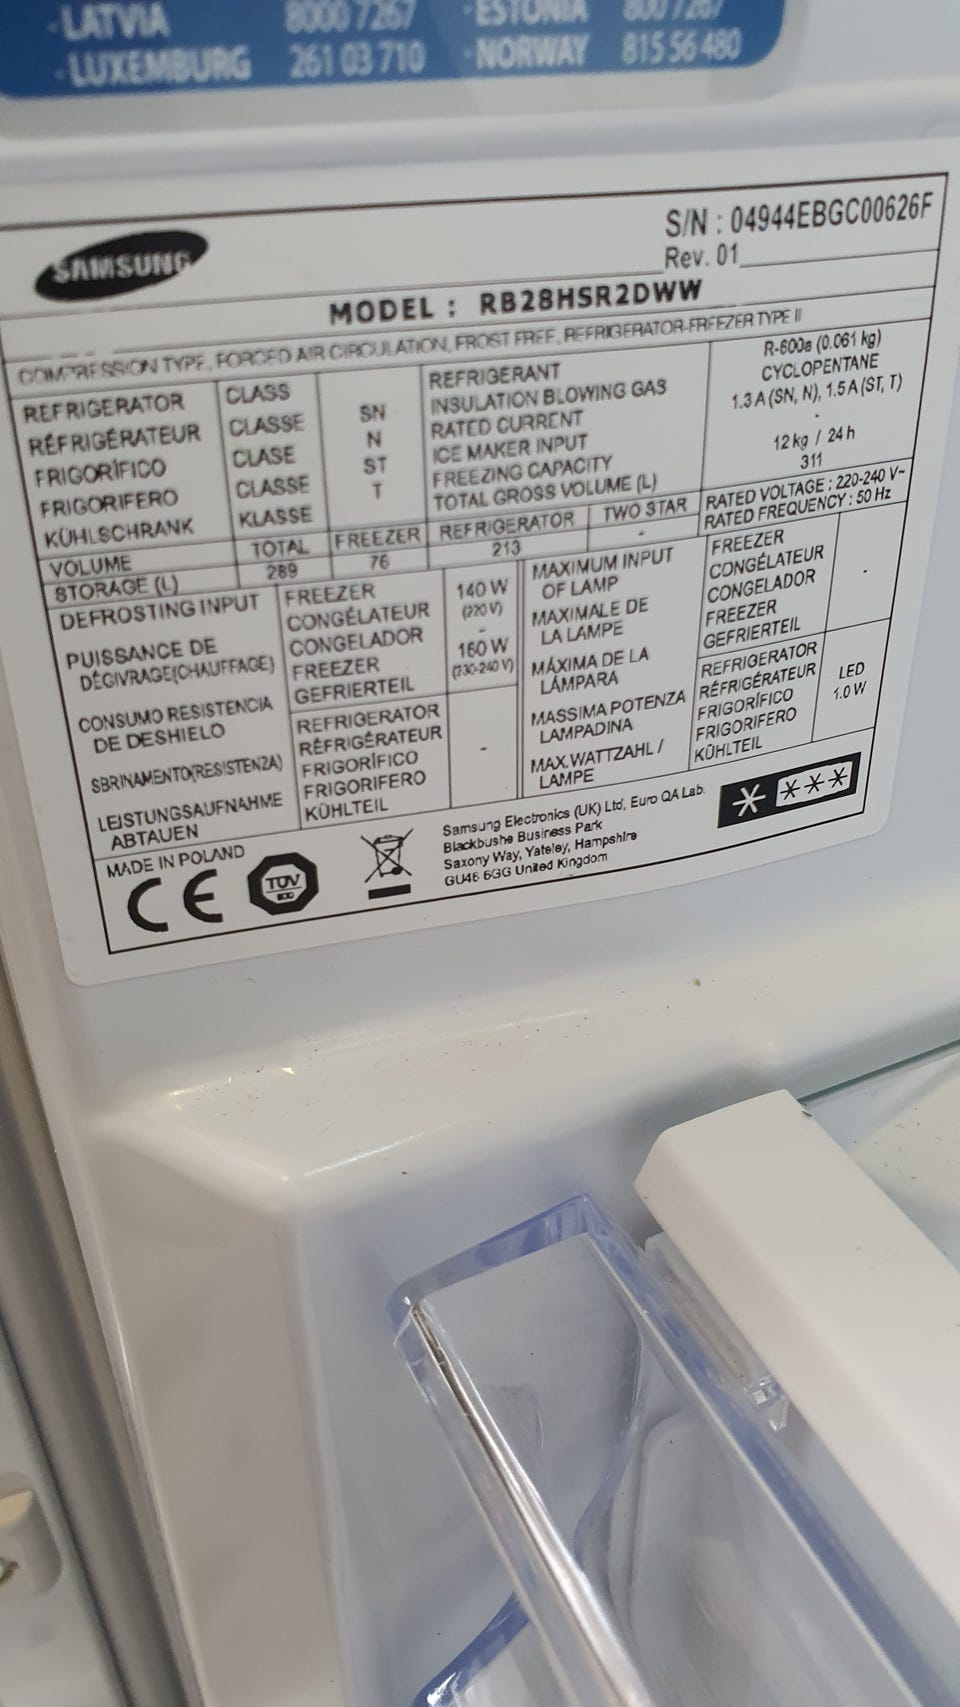 - LATVIA 8000 7267 - ESTONIA 800 7267
- LUXEMBURG 261 03 710 - NORWAY 815 56 480
SAMSUNG
S/N : 04944EBGC00626F
Rev. 01
MODEL : RB28HSR2DWW
COMPRESSION TYPE, FORCED AIR CIRCULATION, FROST FREE, REFRIGERATOR-FREEZER TYPE II
REFRIGERATOR
RÉFRIGÉRATEUR
FRIGORÍFICO
FRIGORIFERO
KÜHLSCHRANK
CLASS
CLASSE
CLASE
CLASSE
KLASSE
SN
N
ST
T
REFRIGERANT
INSULATION BLOWING GAS
RATED CURRENT
ICE MAKER INPUT
FREEZING CAPACITY
TOTAL GROSS VOLUME (L)
R-600a (0.061 kg)
CYCLOPENTANE
1.3 A (SN, N), 1.5 A (ST, T)
-
12 kg / 24 h
311
VOLUME
STORAGE (L)
TOTAL FREEZER REFRIGERATOR TWO STAR
289 76 213 -
RATED VOLTAGE : 220-240 V~
RATED FREQUENCY : 50 Hz
DEFROSTING INPUT
PUISSANCE DE
DÉGIVRAGE(CHAUFFAGE)
CONSUMO RESISTENCIA
DE DESHIELO
SBRINAMENTO(RESISTENZA)
LEISTUNGSAUFNAHME
ABTAUEN
FREEZER
CONGÉLATEUR
CONGELADOR
FREEZER
GEFRIERTEIL
140 W
(220 V)
-
160 W
(230-240 V)
REFRIGERATOR
RÉFRIGÉRATEUR
FRIGORÍFICO
FRIGORIFERO
KÜHLTEIL
-
MAXIMUM INPUT
OF LAMP
MAXIMALE DE
LA LAMPE
MÁXIMA DE LA
LÁMPARA
MASSIMA POTENZA
LAMPADINA
MAX.WATTZAHL /
LAMPE
FREEZER
CONGÉLATEUR
CONGELADOR
FREEZER
GEFRIERTEIL
-
REFRIGERATOR
RÉFRIGÉRATEUR
FRIGORÍFICO
FRIGORIFERO
KÜHLTEIL
LED
1.0 W
MADE IN POLAND
CE
TÜV
Samsung Electronics (UK) Ltd, Euro QA Lab.
Blackbushe Business Park
Saxony Way, Yateley, Hampshire
GU46 6GG United Kingdom